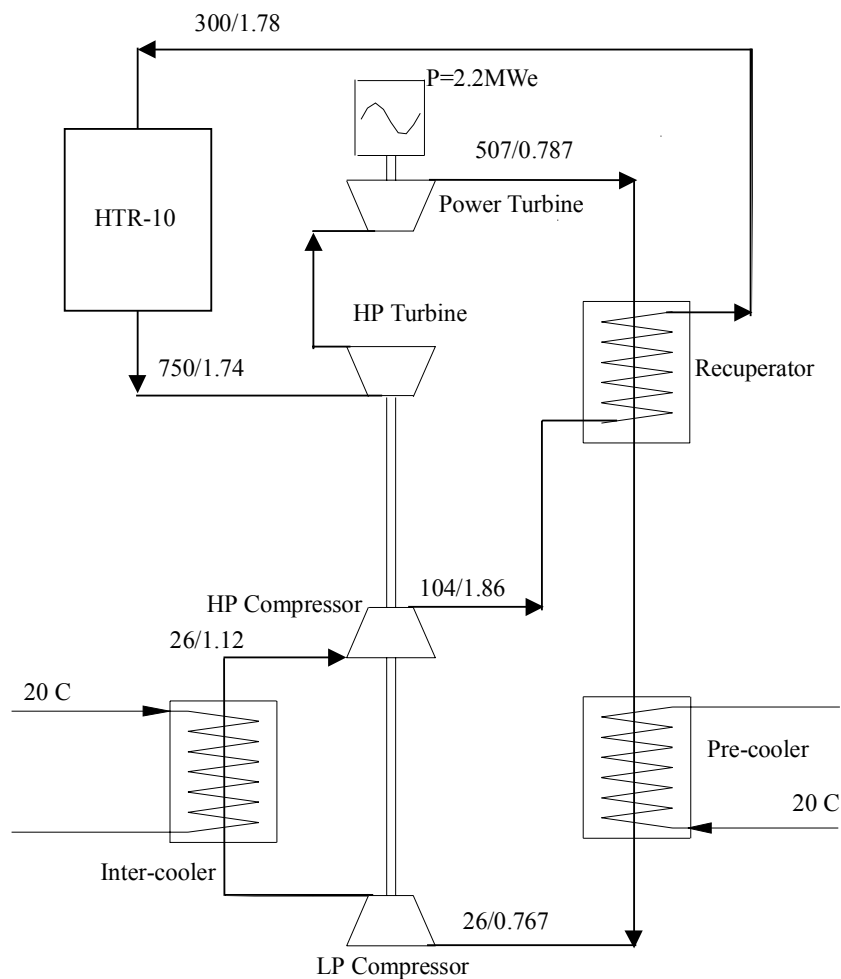 300/1.78
P=2.2MWe
507/0.787
Power Turbine
HTR-10
HP Turbine
750/1.74
Recuperator
104/1.86
HP Compressor
26/1.12
20 C
Pre-cooler
20 C
Inter-cooler
26/0.767
LP Compressor